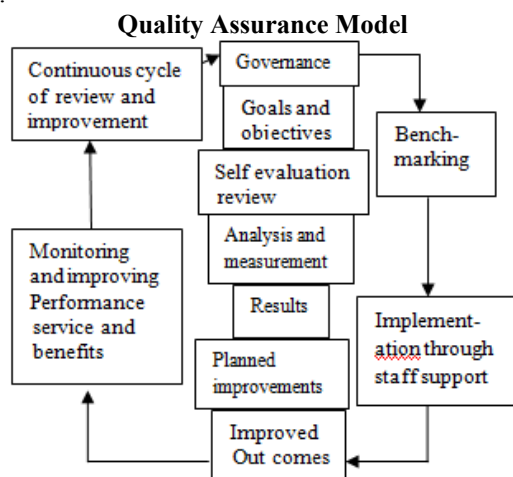 Quality Assurance Model
Continuous cycle
of review and
improvement
Governance
Goals and
objectives
Bench-
marking
Self evaluation
review
Analysis and
measurement
Monitoring
and improving
Performance
service and
benefits
Results
Implement-
ation through
staff support
Planned
improvements
Improved
Out comes